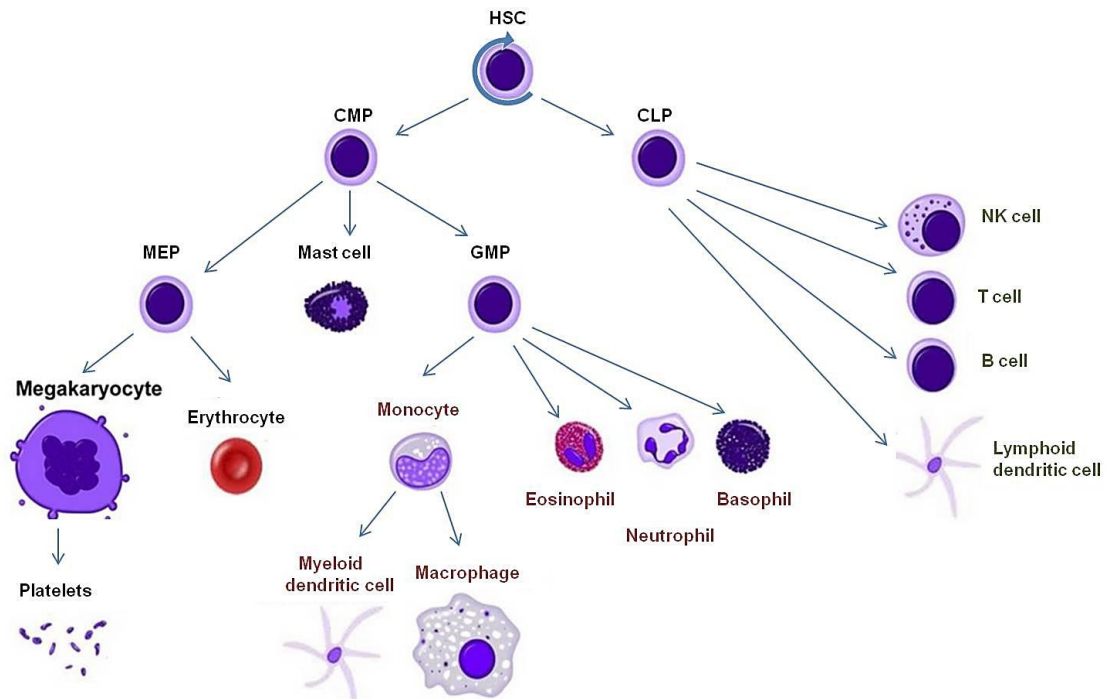 HSC
CMP
CLP
NK cell
MEP
Mast cell
GMP
T cell
B cell
Megakaryocyte
Erythrocyte
Monocyte
Lymphoid
dendritic cell
Eosinophil
Basophil
Neutrophil
Myeloid
dendritic cell
Macrophage
Platelets